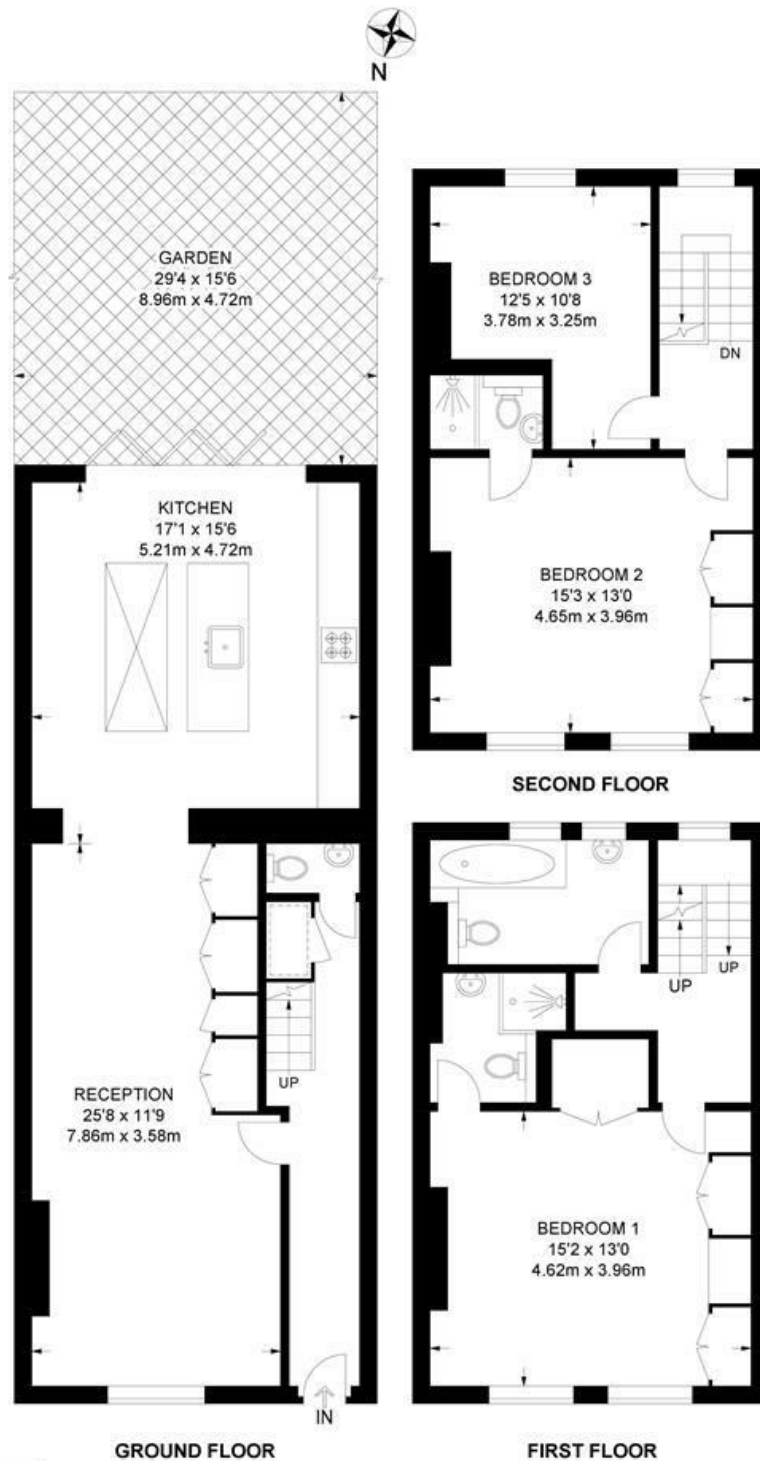 N
GARDEN
29'4 x 15'6
8.96m x 4.72m
KITCHEN
17'1 x 15'6
5.21m x 4.72m
RECEPTION
25'8 x 11'9
7.86m x 3.58m
UP
IN
GROUND FLOOR
BEDROOM 3
12'5 x 10'8
3.78m x 3.25m
DN
BEDROOM 2
15'3 x 13'0
4.65m x 3.96m
SECOND FLOOR
UP
UP
BEDROOM 1
15'2 x 13'0
4.62m x 3.96m
FIRST FLOOR